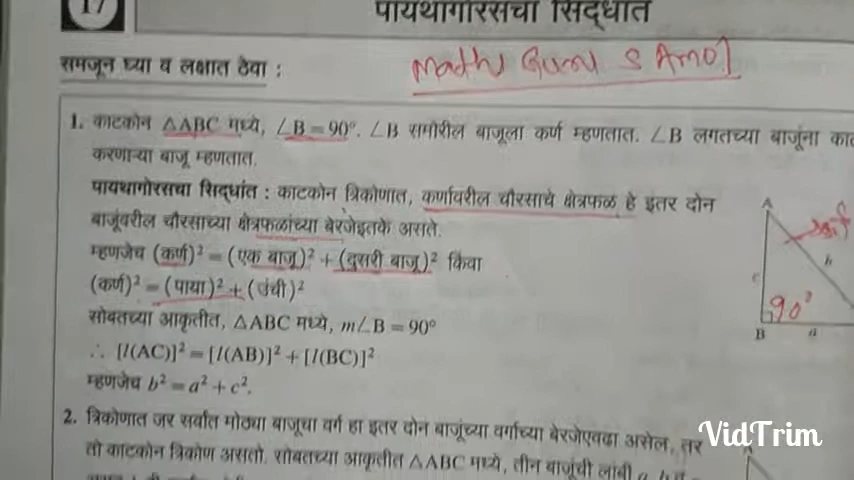 17
पायथागोरसचा सिद्धांत
समजून घ्या व लक्षात ठेवा :
1. काटकोन △ABC मध्ये, ∠B = 90°. ∠B समोरील बाजूला कर्ण म्हणतात. ∠B लगतच्या बाजूंना
करणाऱ्या बाजू म्हणतात.
पायथागोरसचा सिद्धांत : काटकोन त्रिकोणात, कर्णावरील चौरसाचे क्षेत्रफळ हे इतर दोन
बाजूंवरील चौरसाच्या क्षेत्रफळांच्या बेरजेइतके असते.
म्हणजेच (कर्ण)² = (एक बाजू)² + (दुसरी बाजू)² किंवा
(कर्ण)² = (पाया)² + (उंची)²
सोबतच्या आकृतीत, △ABC मध्ये, m∠B = 90°
∴ [l(AC)]² = [l(AB)]² + [l(BC)]²
म्हणजेच b² = a² + c².
2. त्रिकोणात जर सर्वांत मोठ्या बाजूचा वर्ग हा इतर दोन बाजूंच्या वर्गाच्या बेरजेएवढा असेल, तर
तो काटकोन त्रिकोण असतो. सोबतच्या आकृतीत △ABC मध्ये, तीन बाजूंची लांबी a, b व
A
c
b
90°
B
a
A
VidTrim